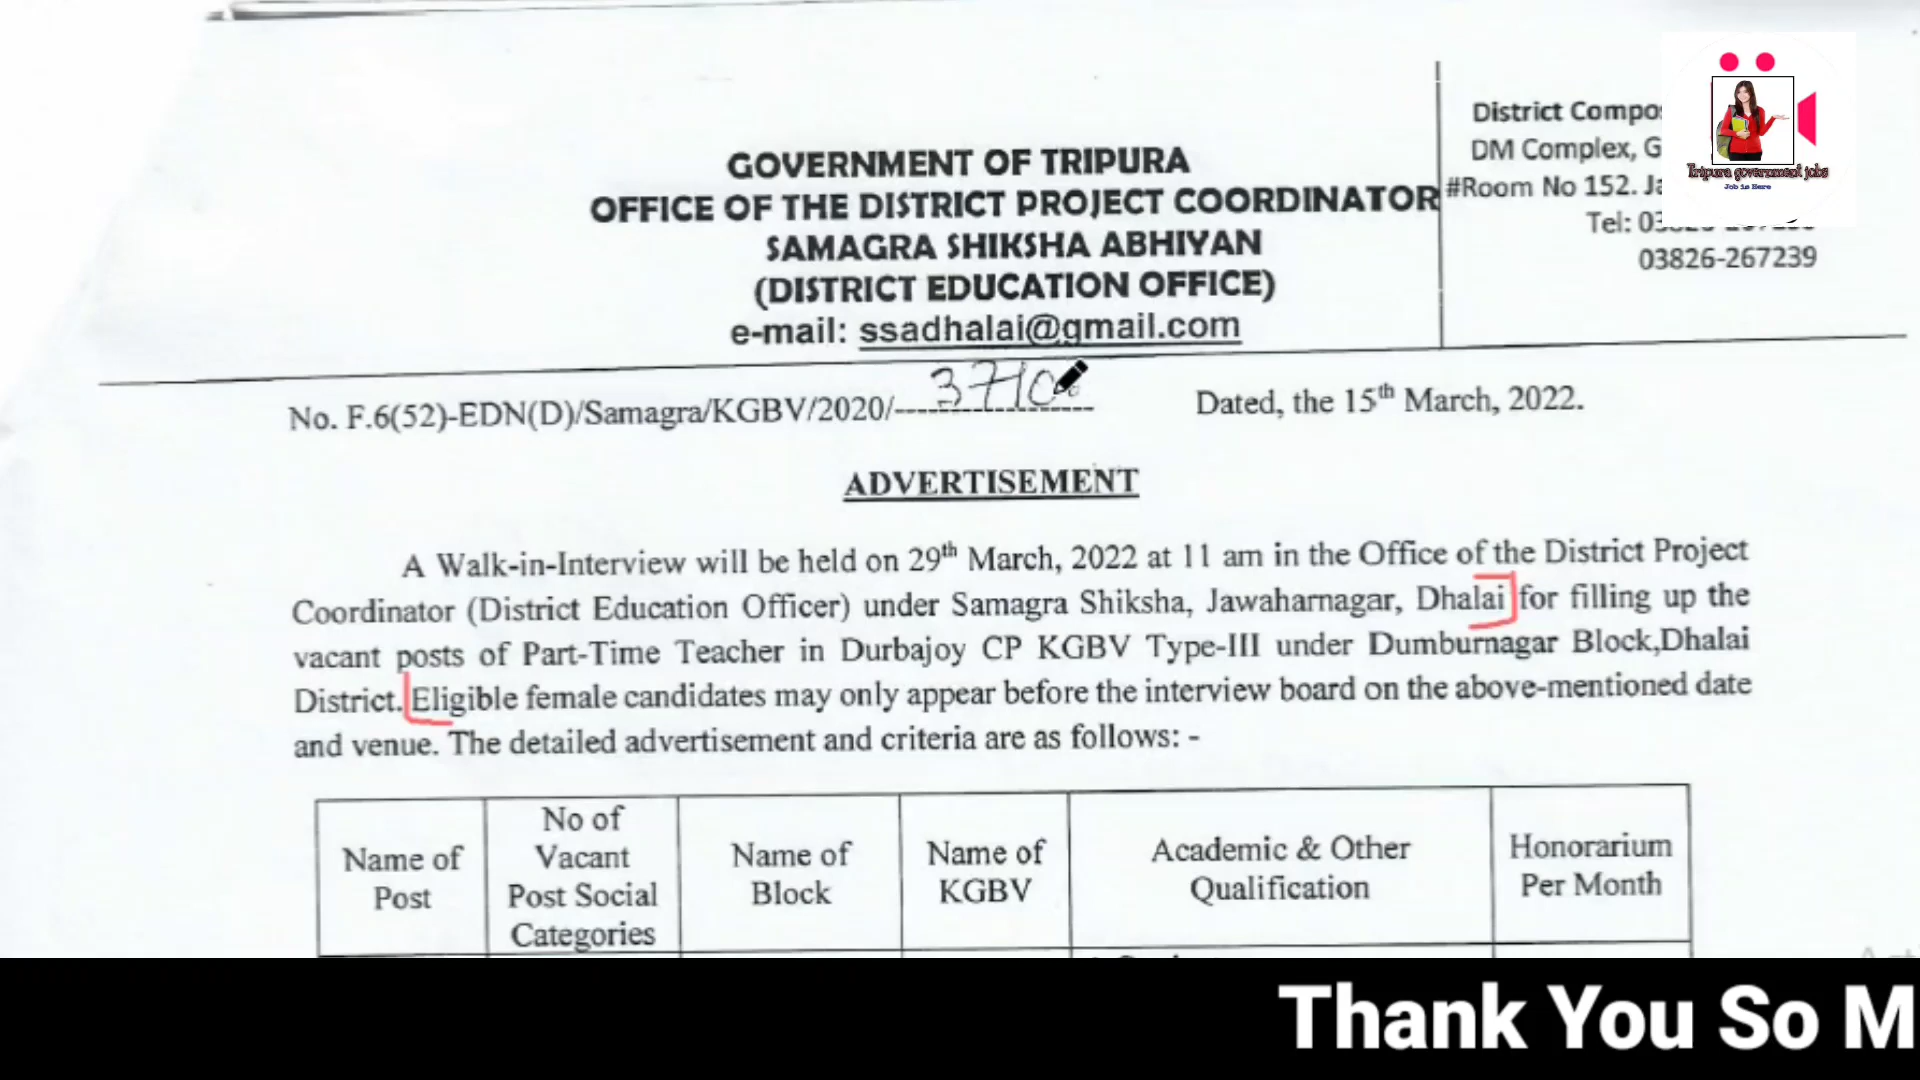 GOVERNMENT OF TRIPURA
OFFICE OF THE DISTRICT PROJECT COORDINATOR
SAMAGRA SHIKSHA ABHIYAN
(DISTRICT EDUCATION OFFICE)
e-mail: ssadhalai@gmail.com
District
DM Complex,
#Room No 152.
Tel:
03826-267239
Tripura government jobs
Job is Here
No. F.6(52)-EDN(D)/Samagra/KGBV/2020/
Dated, the 15th March, 2022.
ADVERTISEMENT
A Walk-in-Interview will be held on 29th March, 2022 at 11 am in the Office of the District Project
Coordinator (District Education Officer) under Samagra Shiksha, Jawaharnagar, Dhalai for filling up the
vacant posts of Part-Time Teacher in Durbajoy CP KGBV Type-III under Dumburnagar Block,Dhalai
District. Eligible female candidates may only appear before the interview board on the above-mentioned date
and venue. The detailed advertisement and criteria are as follows: -
Name of Post
No of Vacant Post Social Categories
Name of Block
Name of KGBV
Academic & Other Qualification
Honorarium Per Month
Thank You So M